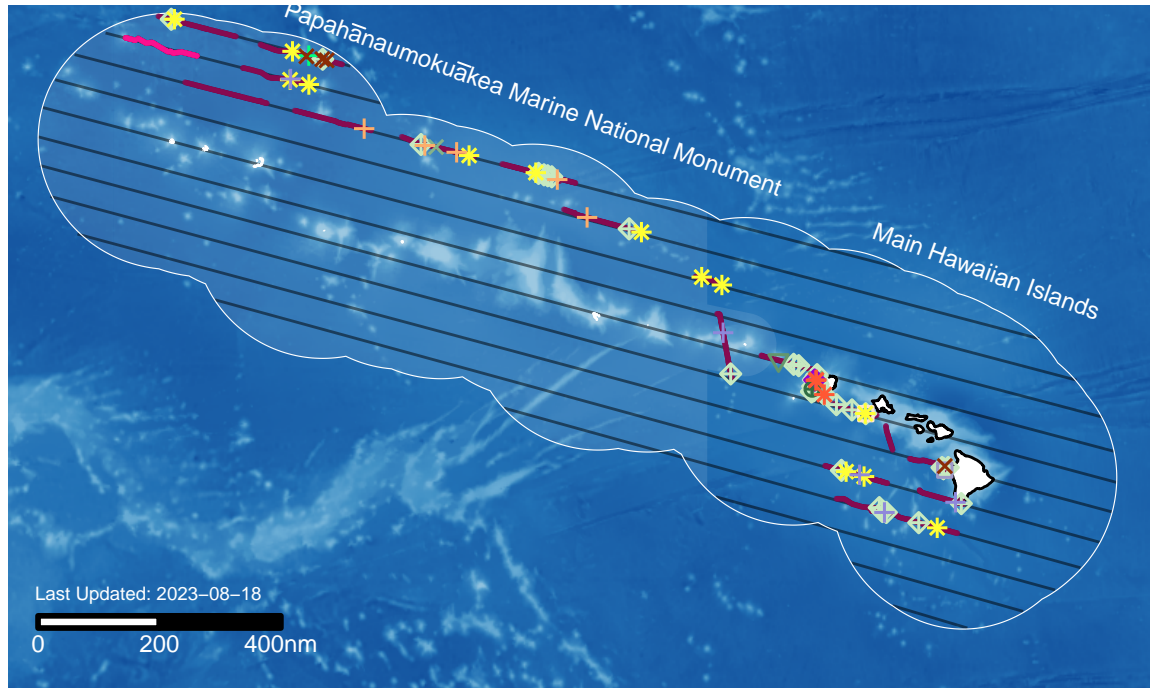 Papahānaumokuākea Marine National Monument
Main Hawaiian Islands
Last Updated: 2023−08−18
0 200 400nm